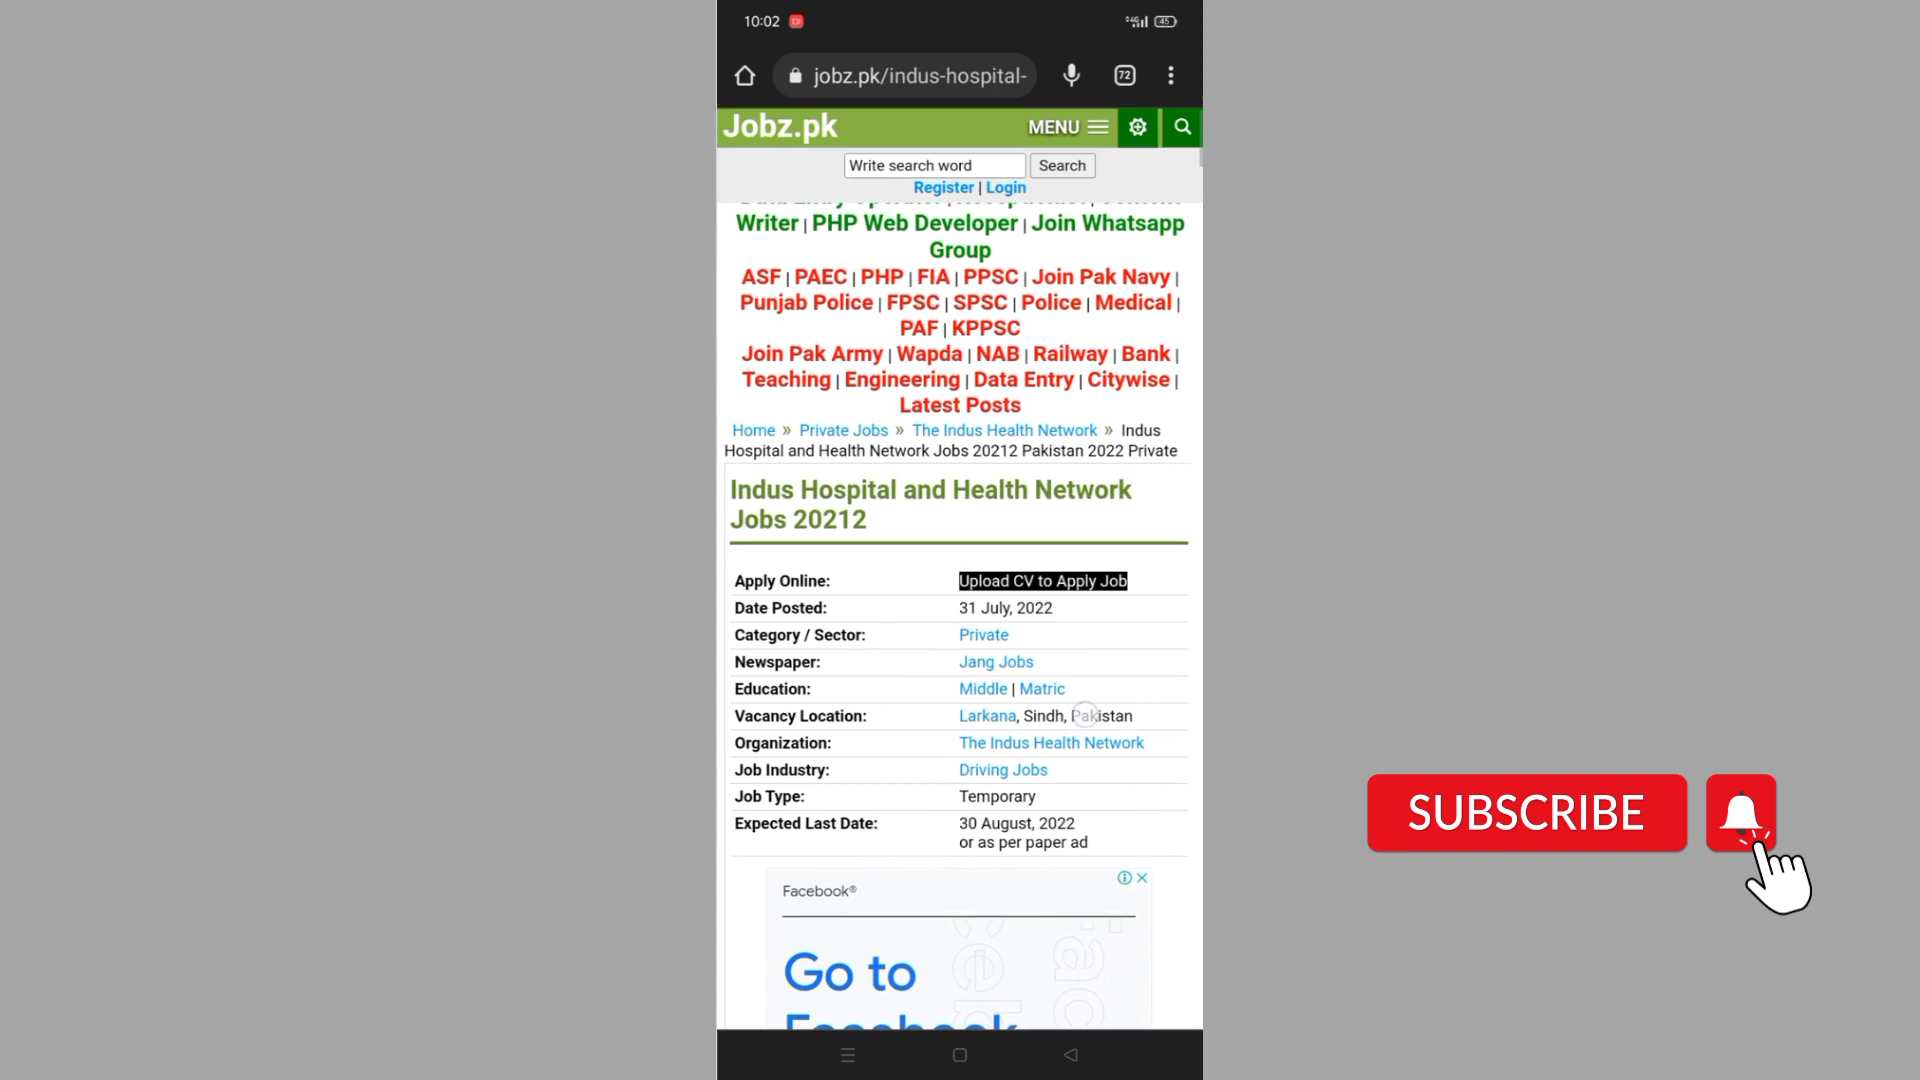 10:02
4G 45
jobz.pk/indus-hospital-
72
Jobz.pk
MENU
Write search word
Search
Register | Login
Writer | PHP Web Developer | Join Whatsapp
Group
ASF | PAEC | PHP | FIA | PPSC | Join Pak Navy |
Punjab Police | FPSC | SPSC | Police | Medical |
PAF | KPPSC
Join Pak Army | Wapda | NAB | Railway | Bank |
Teaching | Engineering | Data Entry | Citywise |
Latest Posts
Home » Private Jobs » The Indus Health Network » Indus
Hospital and Health Network Jobs 20212 Pakistan 2022 Private
Indus Hospital and Health Network
Jobs 20212
Apply Online: Upload CV to Apply Job
Date Posted: 31 July, 2022
Category / Sector: Private
Newspaper: Jang Jobs
Education: Middle | Matric
Vacancy Location: Larkana, Sindh, Pakistan
Organization: The Indus Health Network
Job Industry: Driving Jobs
Job Type: Temporary
Expected Last Date: 30 August, 2022
or as per paper ad
Facebook®
Go to
Facebook
SUBSCRIBE